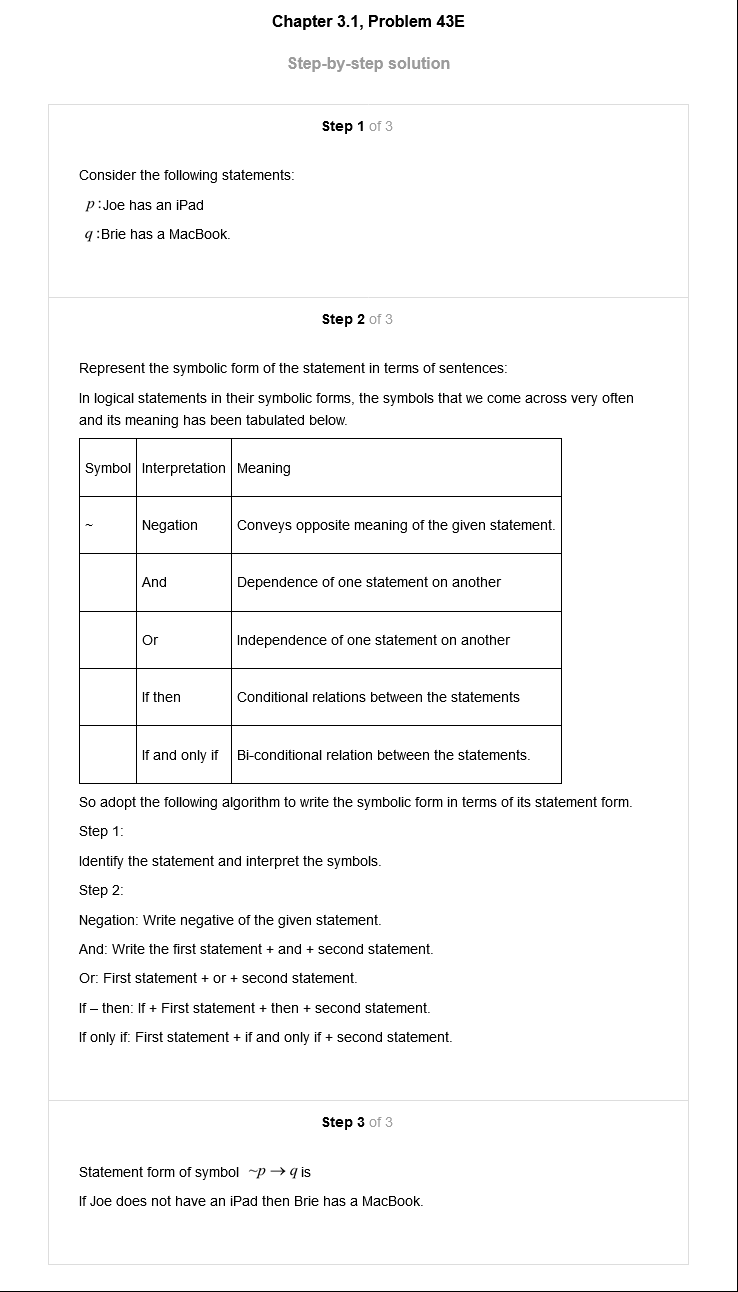 Chapter 3.1, Problem 43E
Step-by-step solution
Step 1 of 3
Consider the following statements:
p :Joe has an iPad
q :Brie has a MacBook.
Step 2 of 3
Represent the symbolic form of the statement in terms of sentences:
In logical statements in their symbolic forms, the symbols that we come across very often
and its meaning has been tabulated below.
Symbol Interpretation Meaning
~ Negation Conveys opposite meaning of the given statement.
And Dependence of one statement on another
Or Independence of one statement on another
If then Conditional relations between the statements
If and only if Bi-conditional relation between the statements.
So adopt the following algorithm to write the symbolic form in terms of its statement form.
Step 1:
Identify the statement and interpret the symbols.
Step 2:
Negation: Write negative of the given statement.
And: Write the first statement + and + second statement.
Or: First statement + or + second statement.
If – then: If + First statement + then + second statement.
If only if: First statement + if and only if + second statement.
Step 3 of 3
Statement form of symbol ~p → q is
If Joe does not have an iPad then Brie has a MacBook.